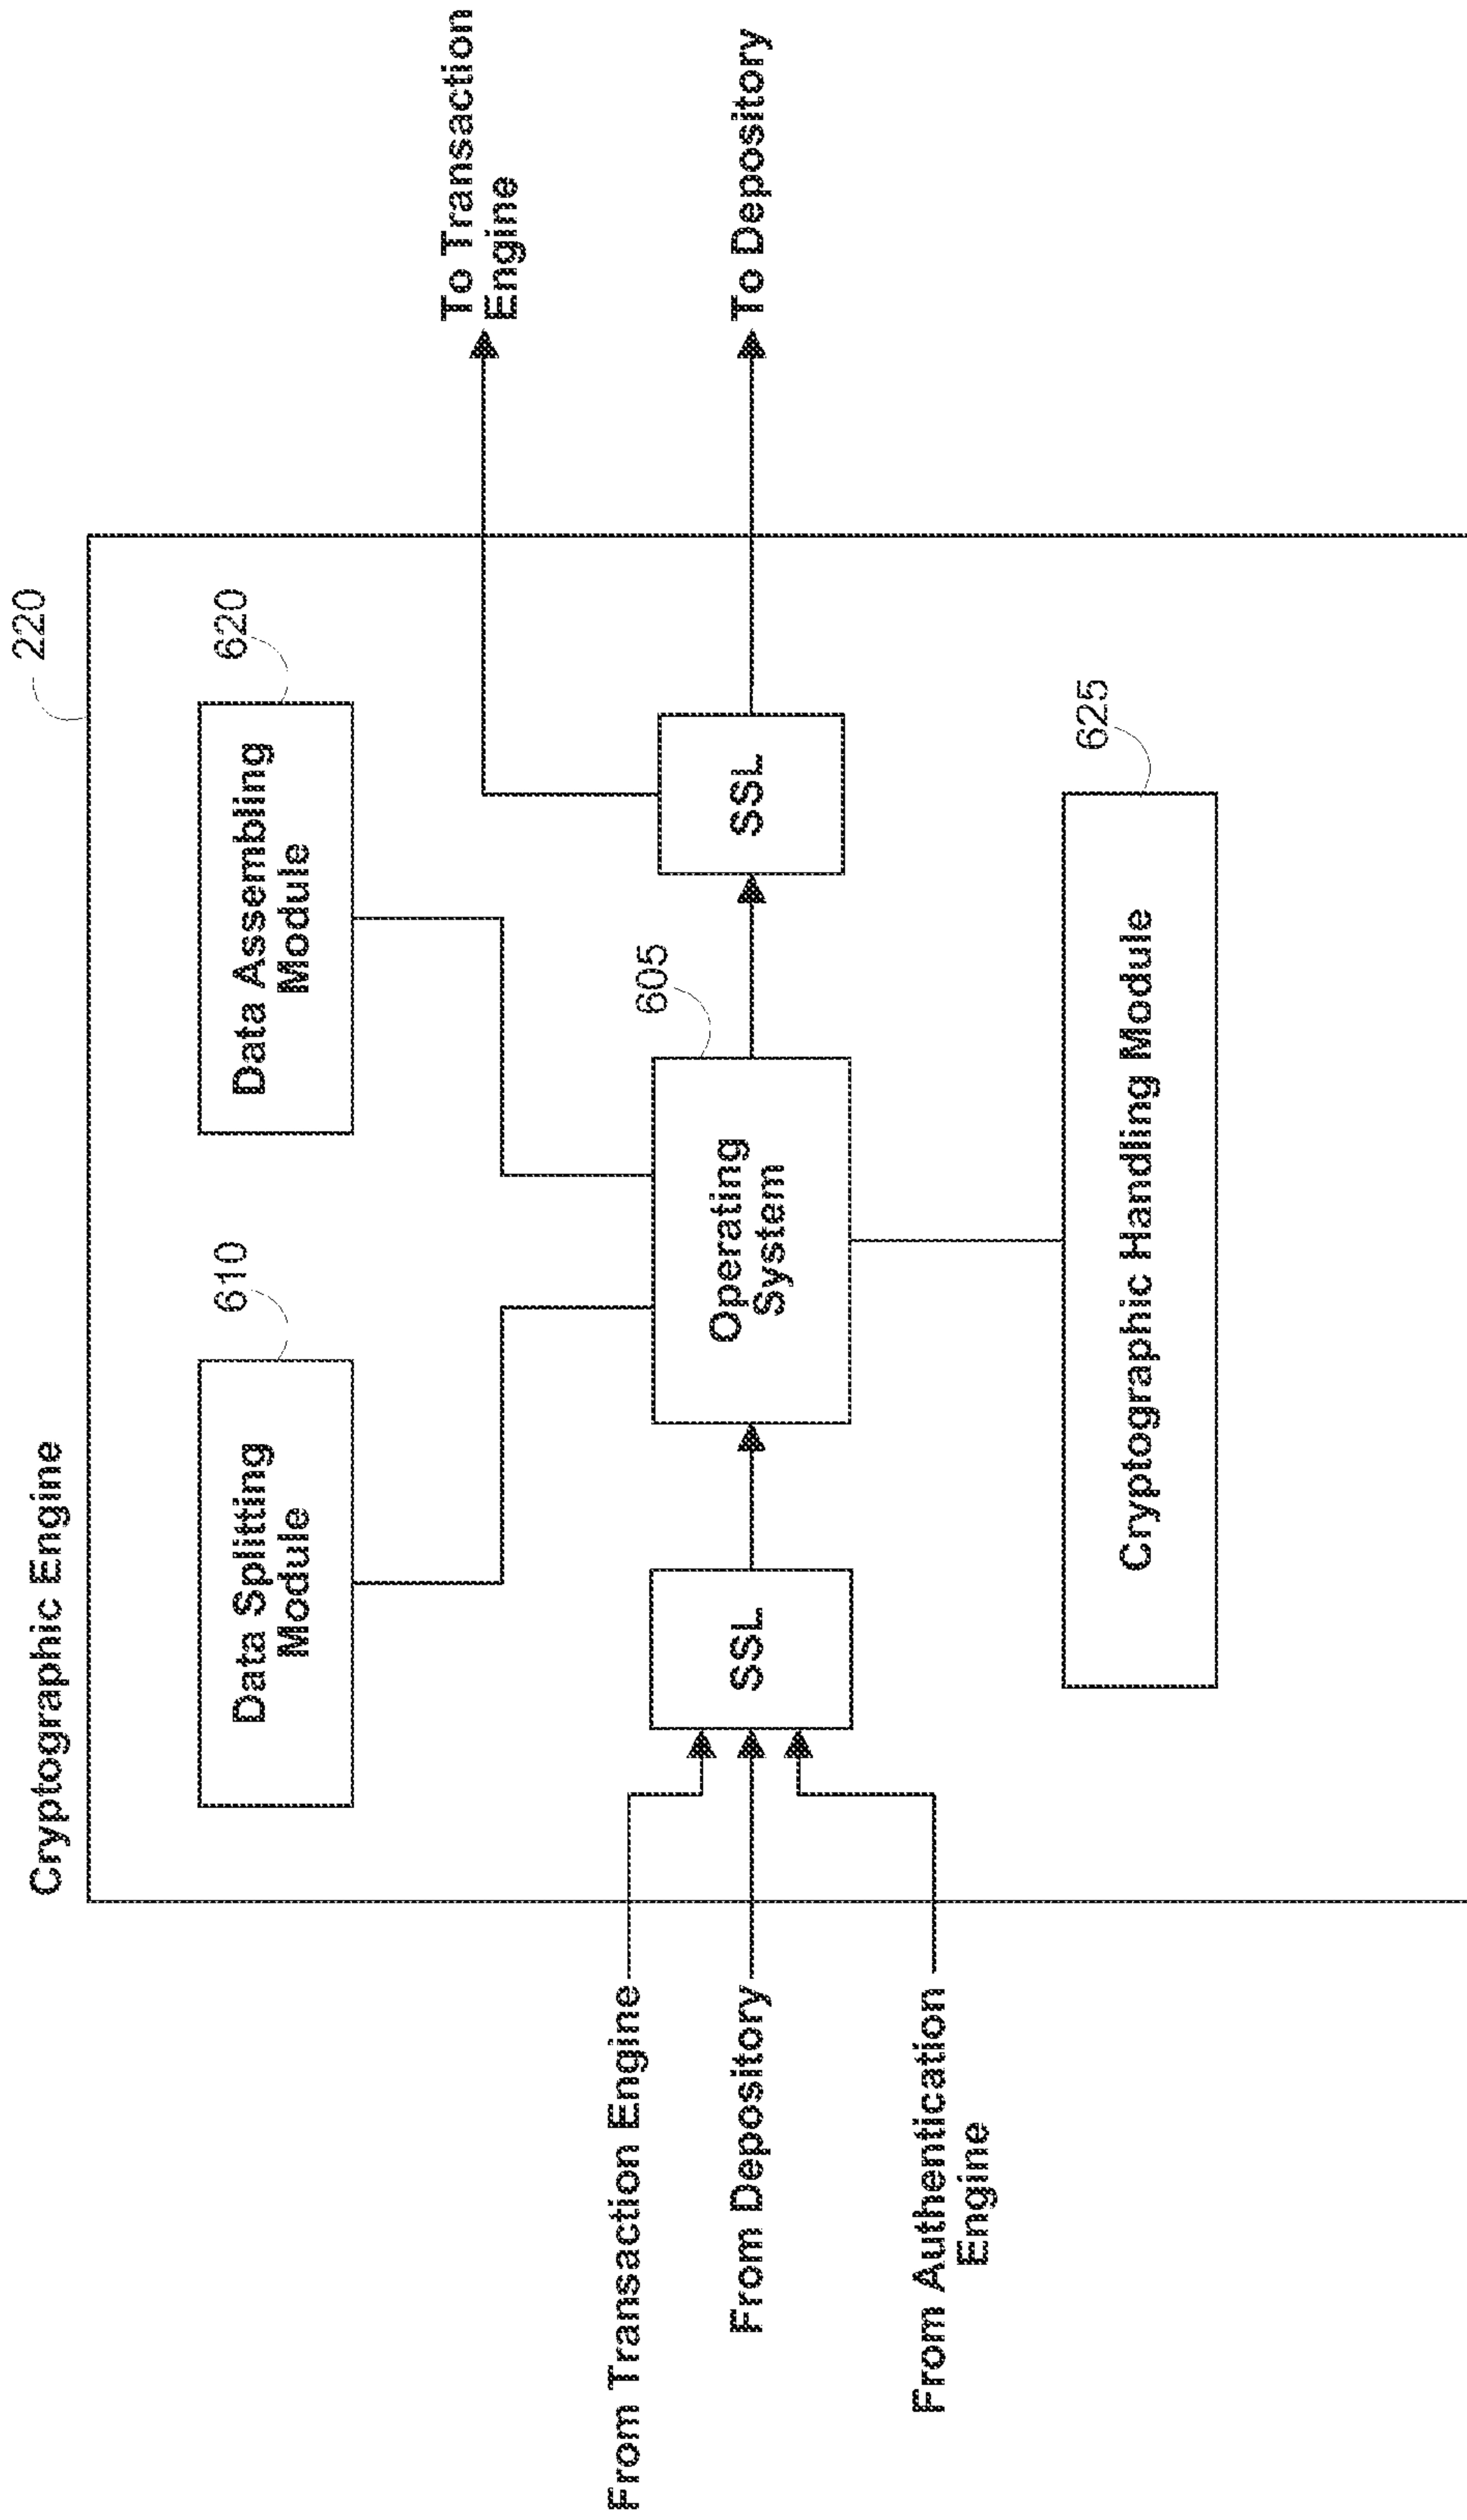 Cryptographic Engine
220
Data Splitting
Module
610
Data Assembling
Module
620
From Transaction Engine
From Depository
From Authentication
Engine
SSL
Operating
System
605
SSL
To Transaction
Engine
To Depository
Cryptographic Handling Module
625